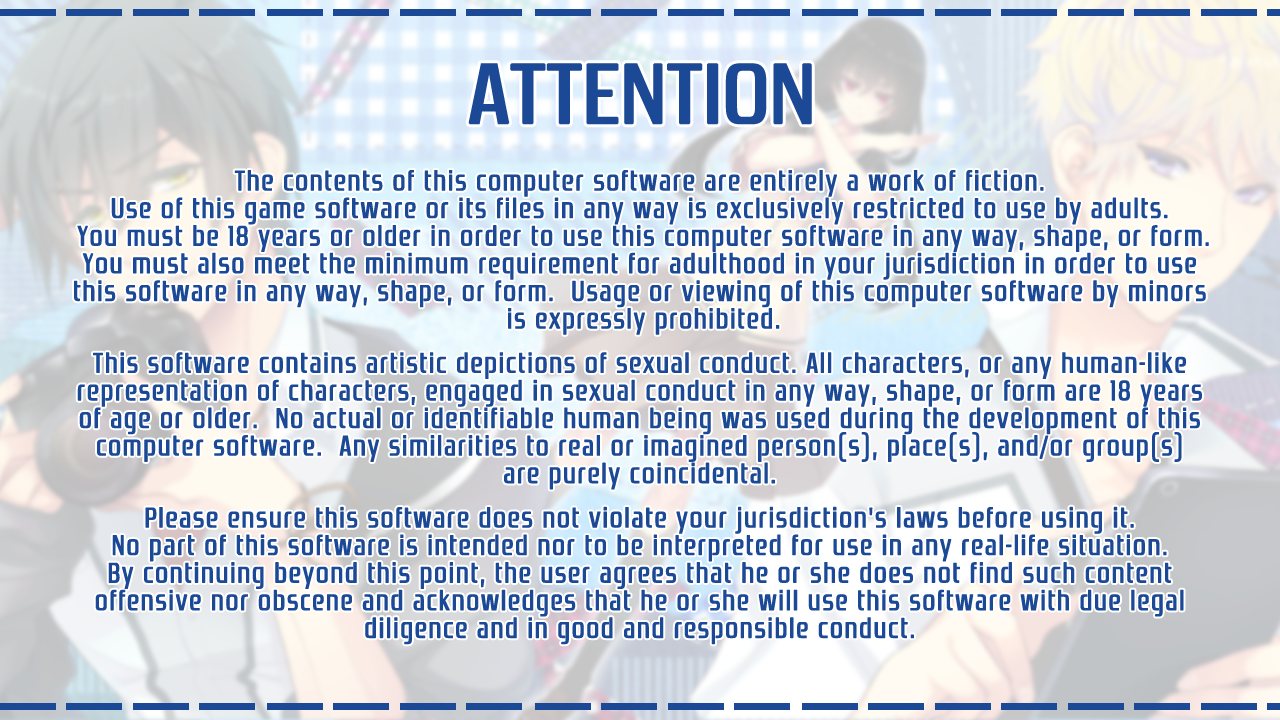 ATTENTION
The contents of this computer software are entirely a work of fiction.
Use of this game software or its files in any way is exclusively restricted to use by adults.
You must be 18 years or older in order to use this computer software in any way, shape, or form.
You must also meet the minimum requirement for adulthood in your jurisdiction in order to use
this software in any way, shape, or form.  Usage or viewing of this computer software by minors
is expressly prohibited.
This software contains artistic depictions of sexual conduct. All characters, or any human-like
representation of characters, engaged in sexual conduct in any way, shape, or form are 18 years
of age or older.  No actual or identifiable human being was used during the development of this
computer software.  Any similarities to real or imagined person(s), place(s), and/or group(s)
are purely coincidental.
Please ensure this software does not violate your jurisdiction's laws before using it.
No part of this software is intended nor to be interpreted for use in any real-life situation.
By continuing beyond this point, the user agrees that he or she does not find such content
offensive nor obscene and acknowledges that he or she will use this software with due legal
diligence and in good and responsible conduct.